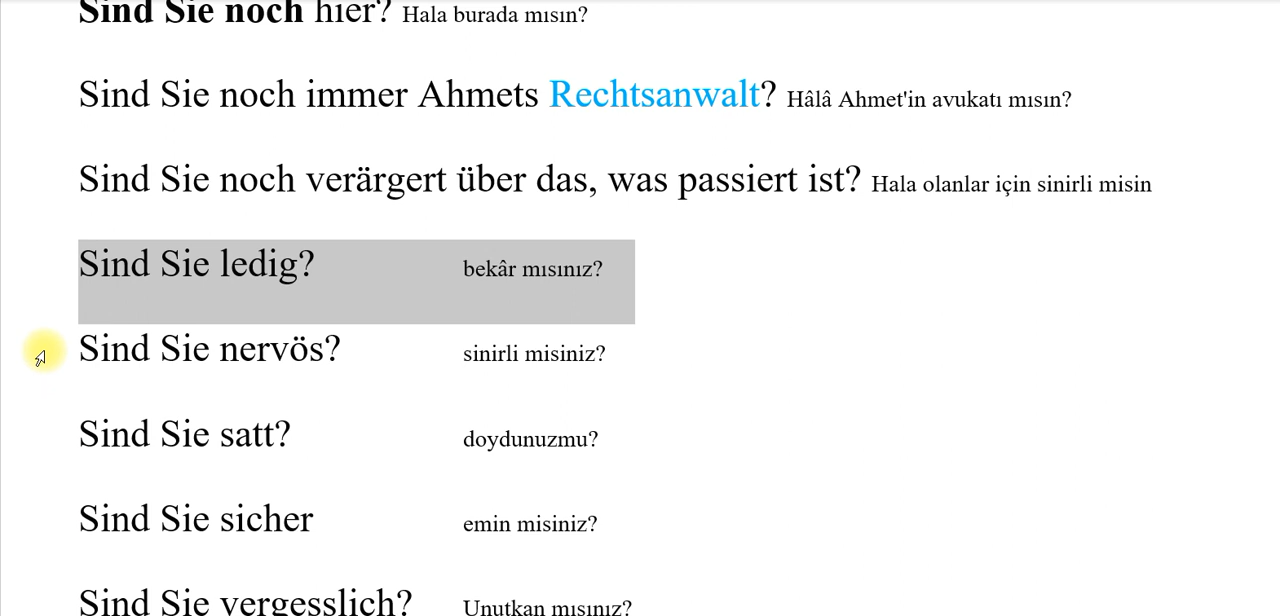 Sind Sie noch hier? Hala burada mısın?
Sind Sie noch immer Ahmets Rechtsanwalt? Hâlâ Ahmet'in avukatı mısın?
Sind Sie noch verärgert über das, was passiert ist? Hala olanlar için sinirli misin
Sind Sie ledig? bekâr mısınız?
Sind Sie nervös? sinirli misiniz?
Sind Sie satt? doydunuzmu?
Sind Sie sicher emin misiniz?
Sind Sie vergesslich? Unutkan mısınız?